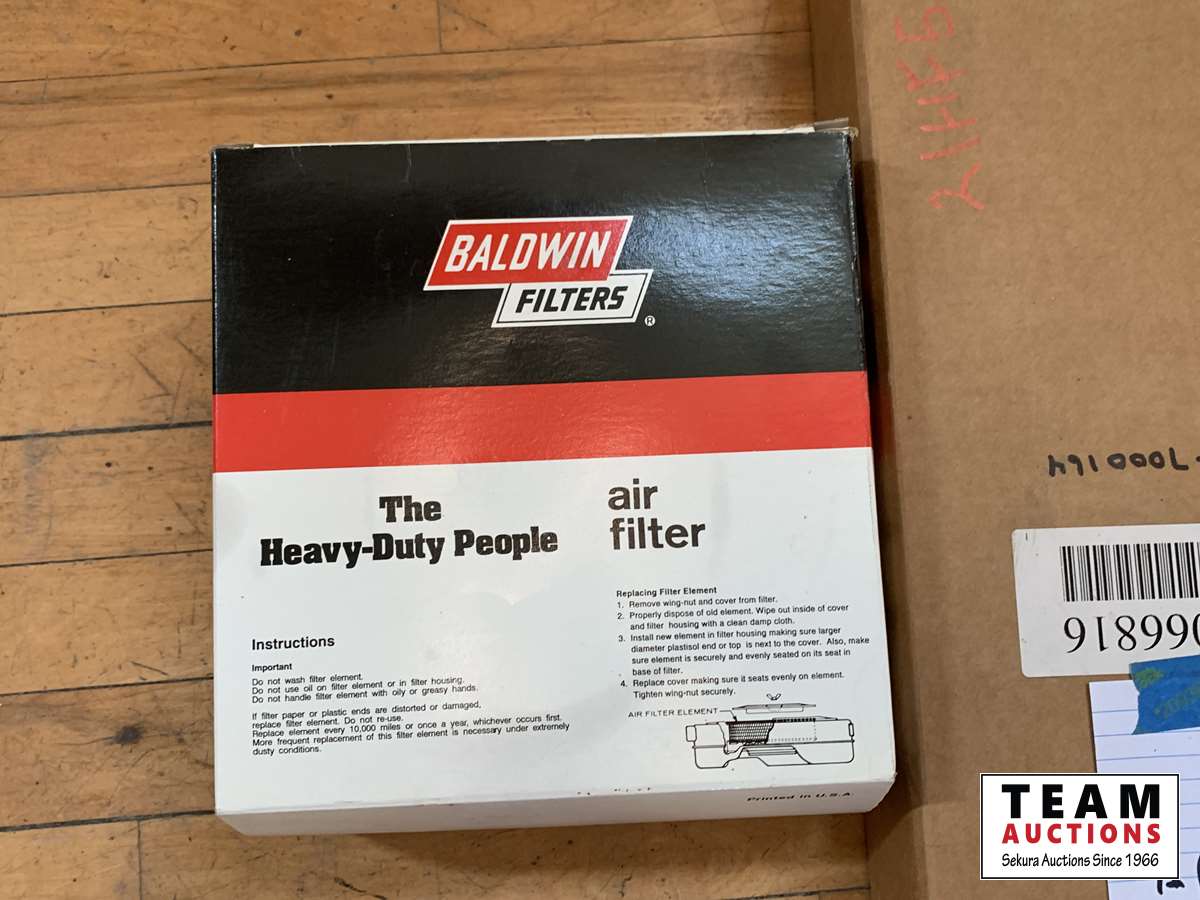 BALDWIN
FILTERS
®
The
Heavy-Duty People
air
filter
Instructions
Important
Do not wash filter element.
Do not use oil on filter element or in filter housing.
Do not handle filter element with oily or greasy hands.
If filter paper or plastic ends are distorted or damaged,
replace filter element. Do not re-use.
Replace element every 10,000 miles or once a year, whichever occurs first.
More frequent replacement of this filter element is necessary under extremely
dusty conditions.
Replacing Filter Element
1. Remove wing-nut and cover from filter.
2. Properly dispose of old element. Wipe out inside of cover
and filter housing with a clean damp cloth.
3. Install new element in filter housing making sure larger
diameter plastisol end or top is next to the cover. Also, make
sure element is securely and evenly seated on its seat in
base of filter.
4. Replace cover making sure it seats evenly on element.
Tighten wing-nut securely.
AIR FILTER ELEMENT
Printed in U.S.A.
TEAM
AUCTIONS
Sekura Auctions Since 1966